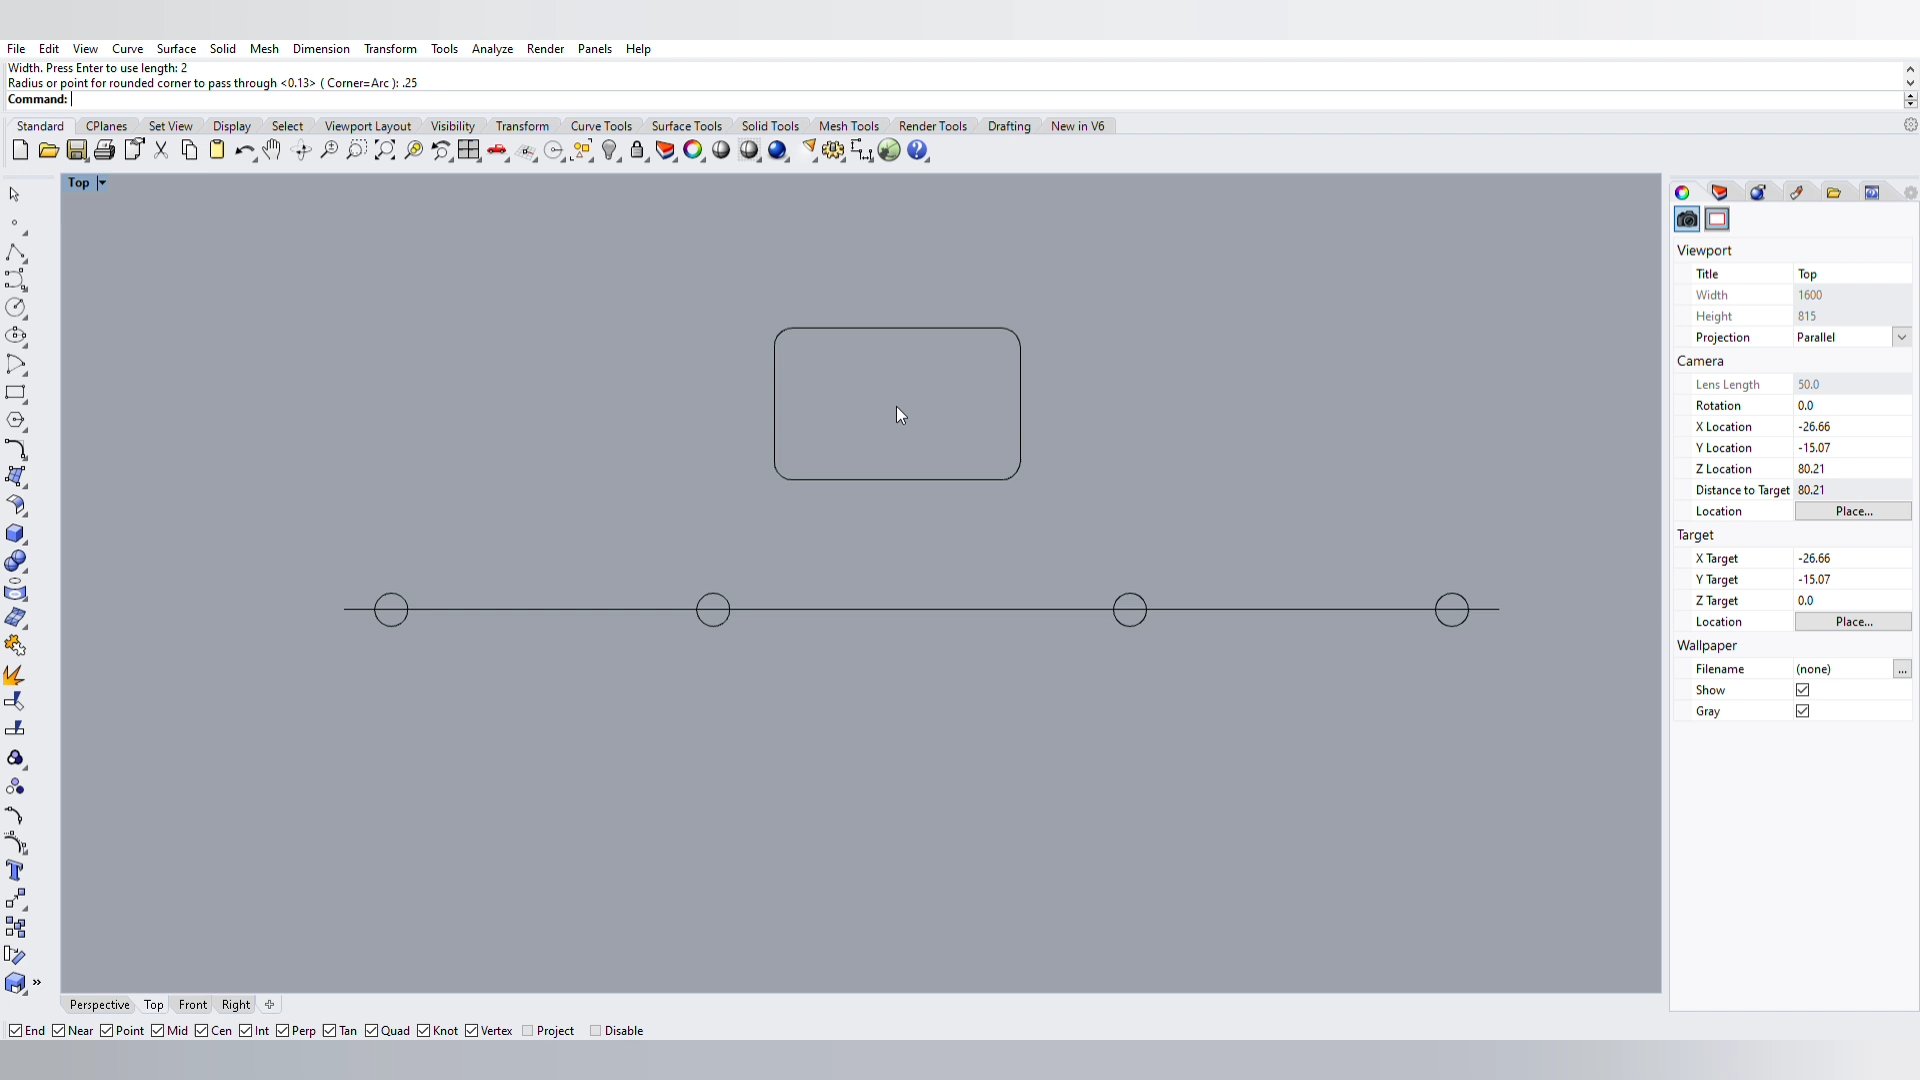 File Edit View Curve Surface Solid Mesh Dimension Transform Tools Analyze Render Panels Help
Width. Press Enter to use length: 2
Radius or point for rounded corner to pass through <0.13> ( Corner=Arc ): .25
Command:
Standard CPlanes Set View Display Select Viewport Layout Visibility Transform Curve Tools Surface Tools Solid Tools Mesh Tools Render Tools Drafting New in V6
Top
Viewport
Title Top
Width 1600
Height 815
Projection Parallel
Camera
Lens Length 50.0
Rotation 0.0
X Location -26.66
Y Location -15.07
Z Location 80.21
Distance to Target 80.21
Location Place...
Target
X Target -26.66
Y Target -15.07
Z Target 0.0
Location Place...
Wallpaper
Filename (none) ...
Show
Gray
Perspective Top Front Right
End Near Point Mid Cen Int Perp Tan Quad Knot Vertex Project Disable